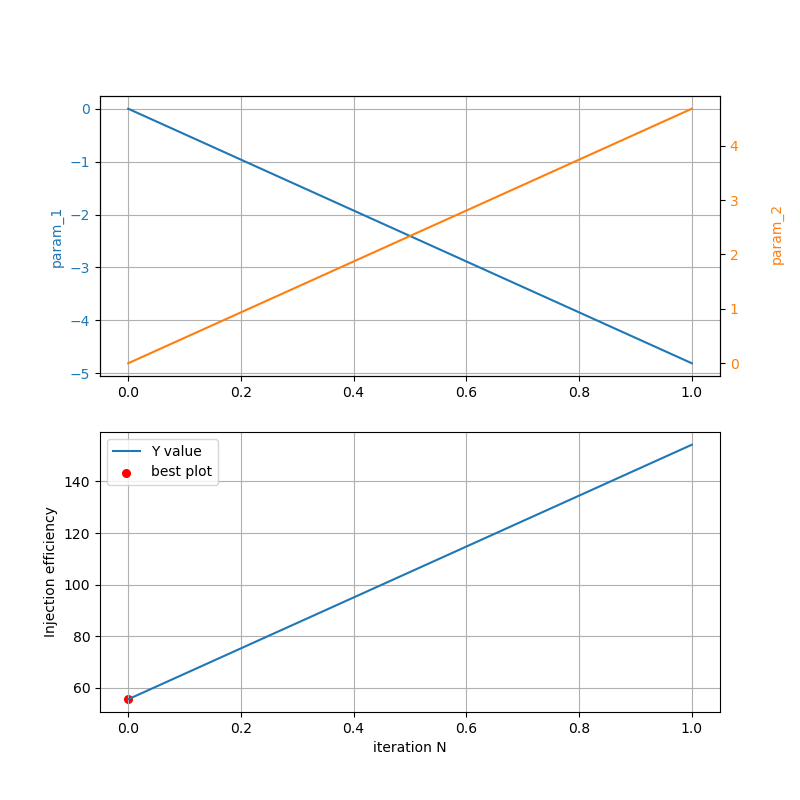 0
−1
−2
−3
−4
−5
param_1
4
3
2
1
0
param_2
0.0 0.2 0.4 0.6 0.8 1.0
Y value
best plot
140
120
100
80
60
Injection efficiency
0.0 0.2 0.4 0.6 0.8 1.0
iteration N